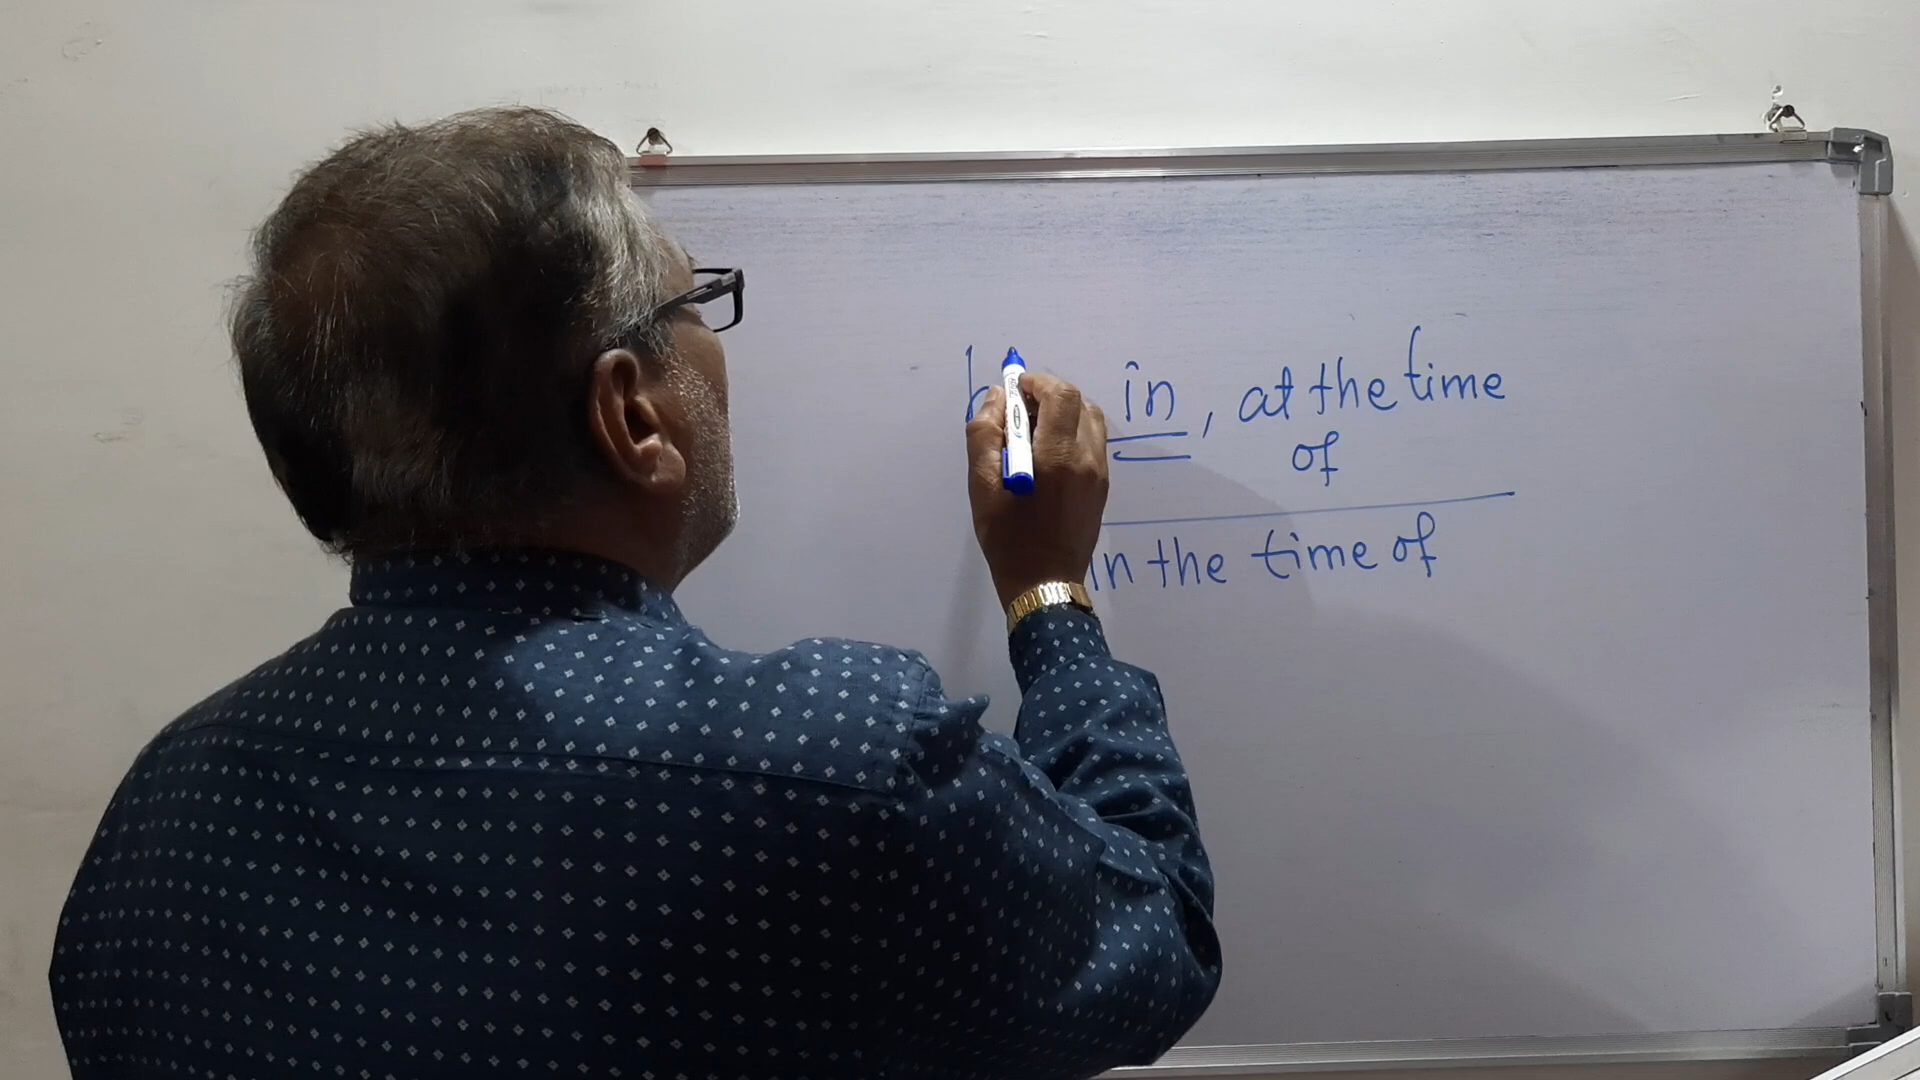 in, at the time
of
in the time of